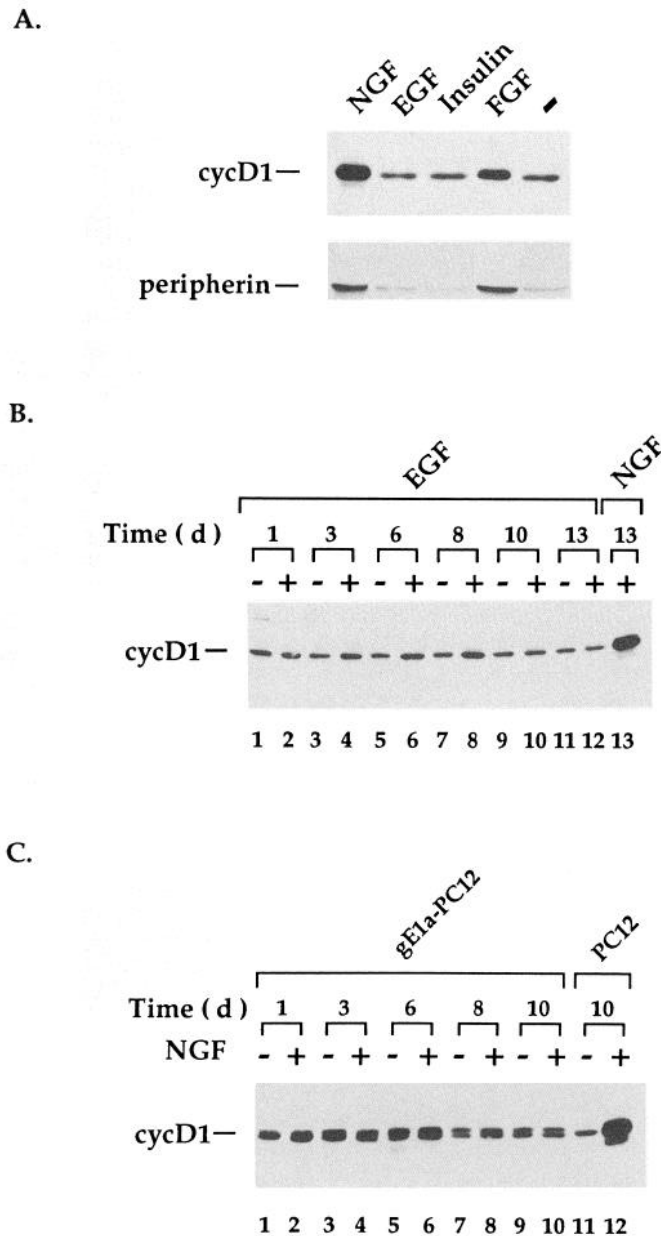 A.
NGF EGF Insulin FGF -
cycD1
peripherin
B.
EGF NGF
Time ( d ) 1 3 6 8 10 13 13
- + - + - + - + - + - + +
cycD1
1 2 3 4 5 6 7 8 9 10 11 12 13
C.
gE1a-PC12 PC12
Time ( d ) 1 3 6 8 10 10
NGF - + - + - + - + - + - +
cycD1
1 2 3 4 5 6 7 8 9 10 11 12